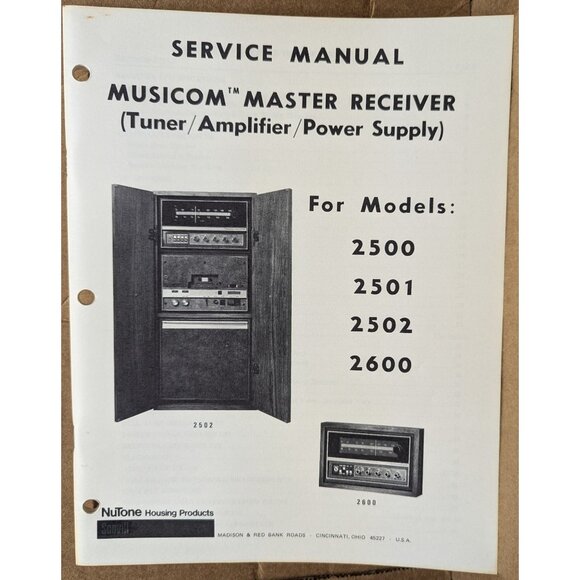 SERVICE MANUAL
MUSICOM™ MASTER RECEIVER
(Tuner/Amplifier/Power Supply)
For Models:
2500
2501
2502
2600
2502
2600
NuTone Housing Products
Scovill
MADISON & RED BANK ROADS - CINCINNATI, OHIO 45227 - U.S.A.